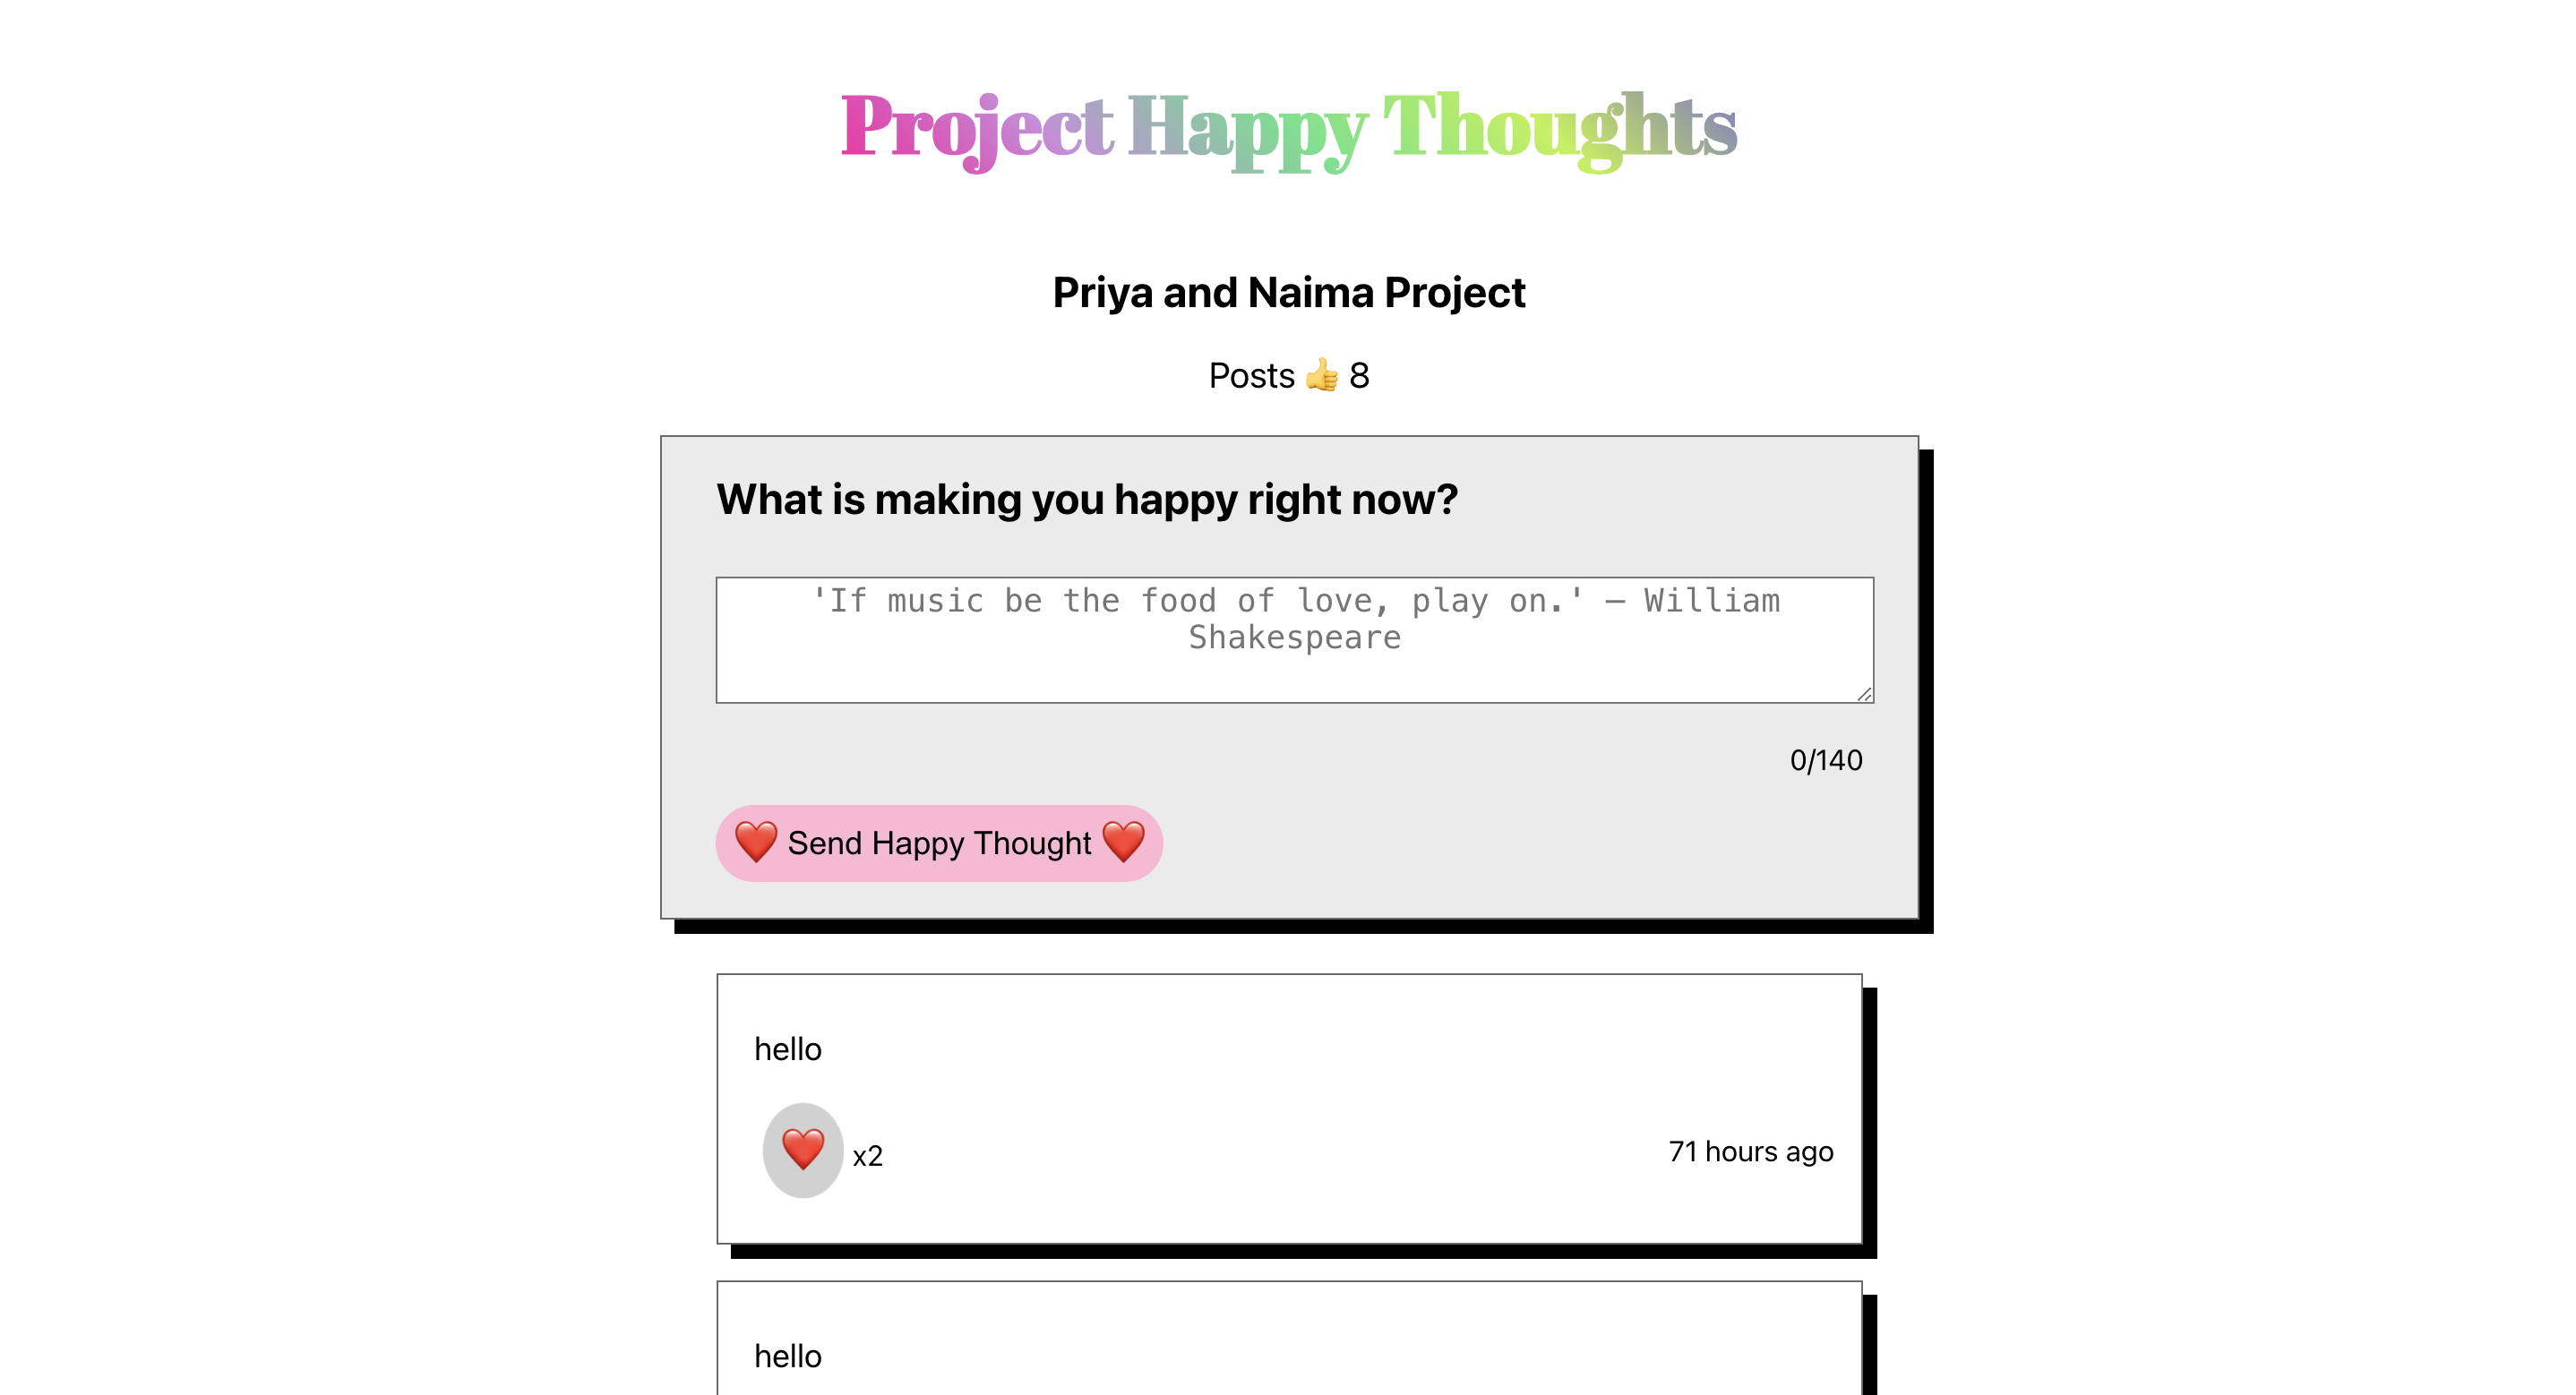 Project Happy Thoughts
Priya and Naima Project
Posts 👍 8
What is making you happy right now?
'If music be the food of love, play on.' – William
Shakespeare
0/140
❤️ Send Happy Thought ❤️
hello
❤️ x2
71 hours ago
hello